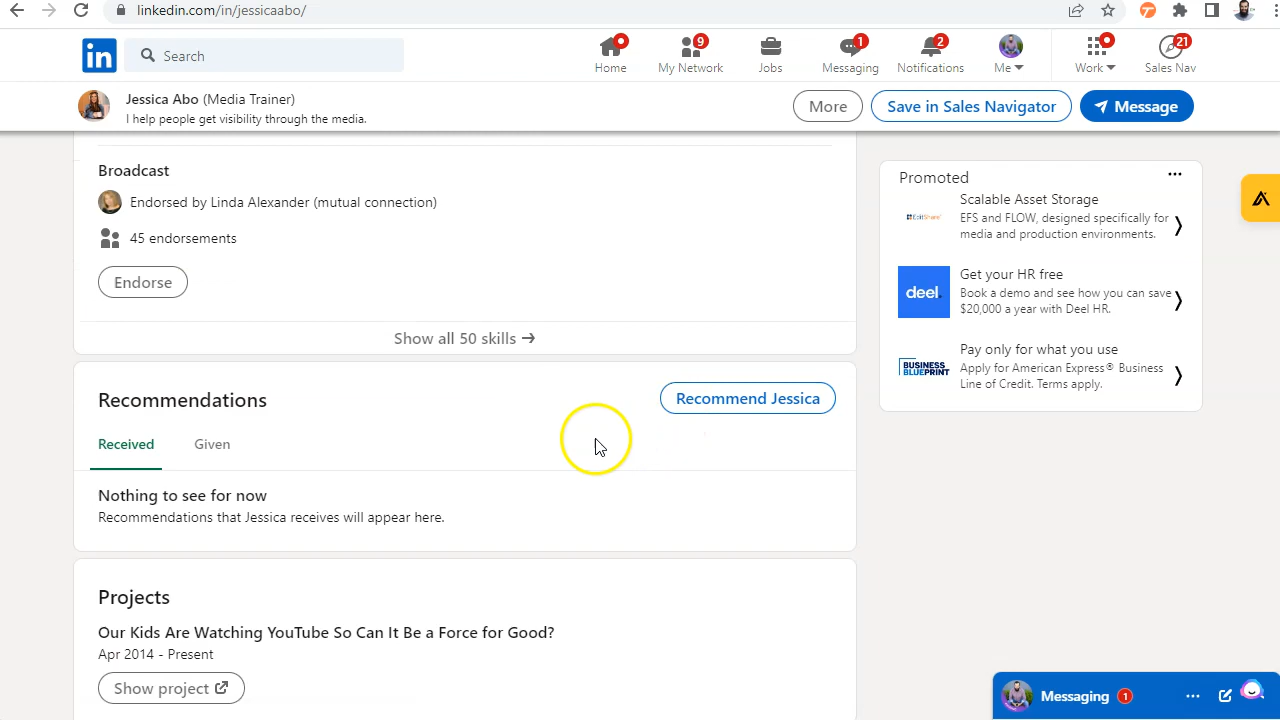 linkedin.com/in/jessicaabo/
in
Search
Home
9
My Network
Jobs
1
Messaging
2
Notifications
Me
Work
21
Sales Nav
Jessica Abo (Media Trainer)
I help people get visibility through the media.
More
Save in Sales Navigator
Message
Broadcast
Endorsed by Linda Alexander (mutual connection)
45 endorsements
Endorse
Show all 50 skills →
Recommendations
Recommend Jessica
Received
Given
Nothing to see for now
Recommendations that Jessica receives will appear here.
Projects
Our Kids Are Watching YouTube So Can It Be a Force for Good?
Apr 2014 - Present
Show project
Promoted
Scalable Asset Storage
EditShare
EFS and FLOW, designed specifically for
media and production environments.
Get your HR free
deel.
Book a demo and see how you can save
$20,000 a year with Deel HR.
Pay only for what you use
BUSINESS
BLUEPRINT
Apply for American Express® Business
Line of Credit. Terms apply.
Messaging 1